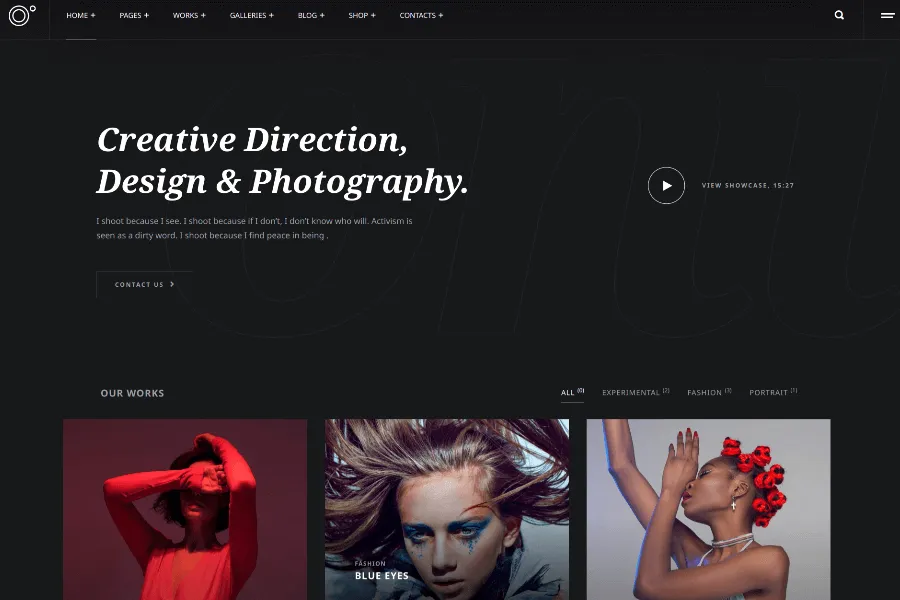 HOME + PAGES + WORKS + GALLERIES + BLOG + SHOP + CONTACTS +
Creative Direction,
Design & Photography.
I shoot because I see. I shoot because if I don't, I don't know who will. Activism is
seen as a dirty word. I shoot because I find peace in being .
VIEW SHOWCASE, 15:27
CONTACT US
OUR WORKS
ALL (6) EXPERIMENTAL (2) FASHION (3) PORTRAIT (1)
FASHION
BLUE EYES